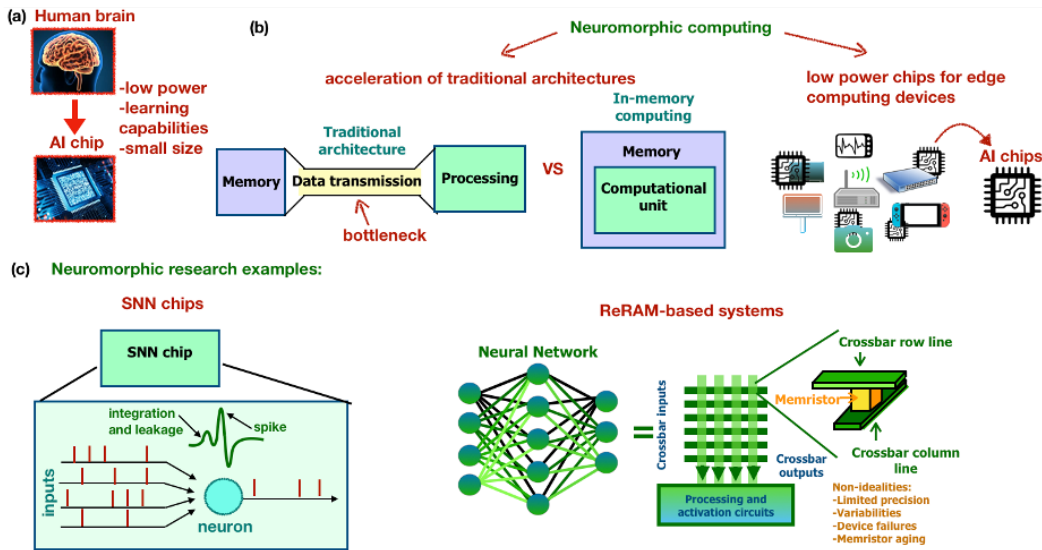 (a)
Human brain
-low power
-learning
capabilities
-small size
AI chip
(b)
Neuromorphic computing
acceleration of traditional architectures
low power chips for edge
computing devices
Traditional
architecture
In-memory
computing
Memory
Data transmission
Processing
bottleneck
VS
Memory
Computational
unit
AI chips
(c)
Neuromorphic research examples:
SNN chips
SNN chip
integration
and leakage
spike
inputs
neuron
ReRAM-based systems
Neural Network
=
Crossbar inputs
Crossbar
outputs
Processing and
activation circuits
Crossbar row line
Memristor
Crossbar column
line
Non-idealities:
-Limited precision
-Variabilities
-Device failures
-Memristor aging